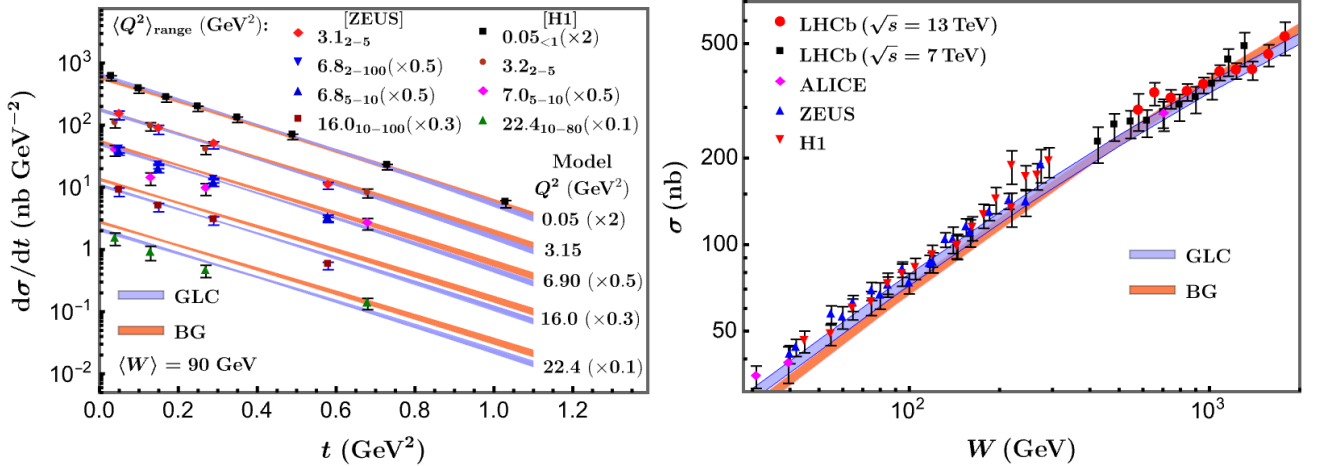 ⟨Q²⟩range (GeV²):
[ZEUS]
[H1]
3.1₂₋₅
0.05<1(×2)
6.8₂₋₁₀₀(×0.5)
3.2₂₋₅
6.8₅₋₁₀(×0.5)
7.0₅₋₁₀(×0.5)
16.0₁₀₋₁₀₀(×0.3)
22.4₁₀₋₈₀(×0.1)
Model
Q² (GeV²)
0.05 (×2)
3.15
6.90 (×0.5)
16.0 (×0.3)
22.4 (×0.1)
GLC
BG
⟨W⟩ = 90 GeV
dσ/dt (nb GeV⁻²)
10³
10²
10¹
1
10⁻¹
10⁻²
0.0 0.2 0.4 0.6 0.8 1.0 1.2
t (GeV²)
LHCb (√s = 13 TeV)
LHCb (√s = 7 TeV)
ALICE
ZEUS
H1
GLC
BG
σ (nb)
500
200
100
50
10² 10³
W (GeV)